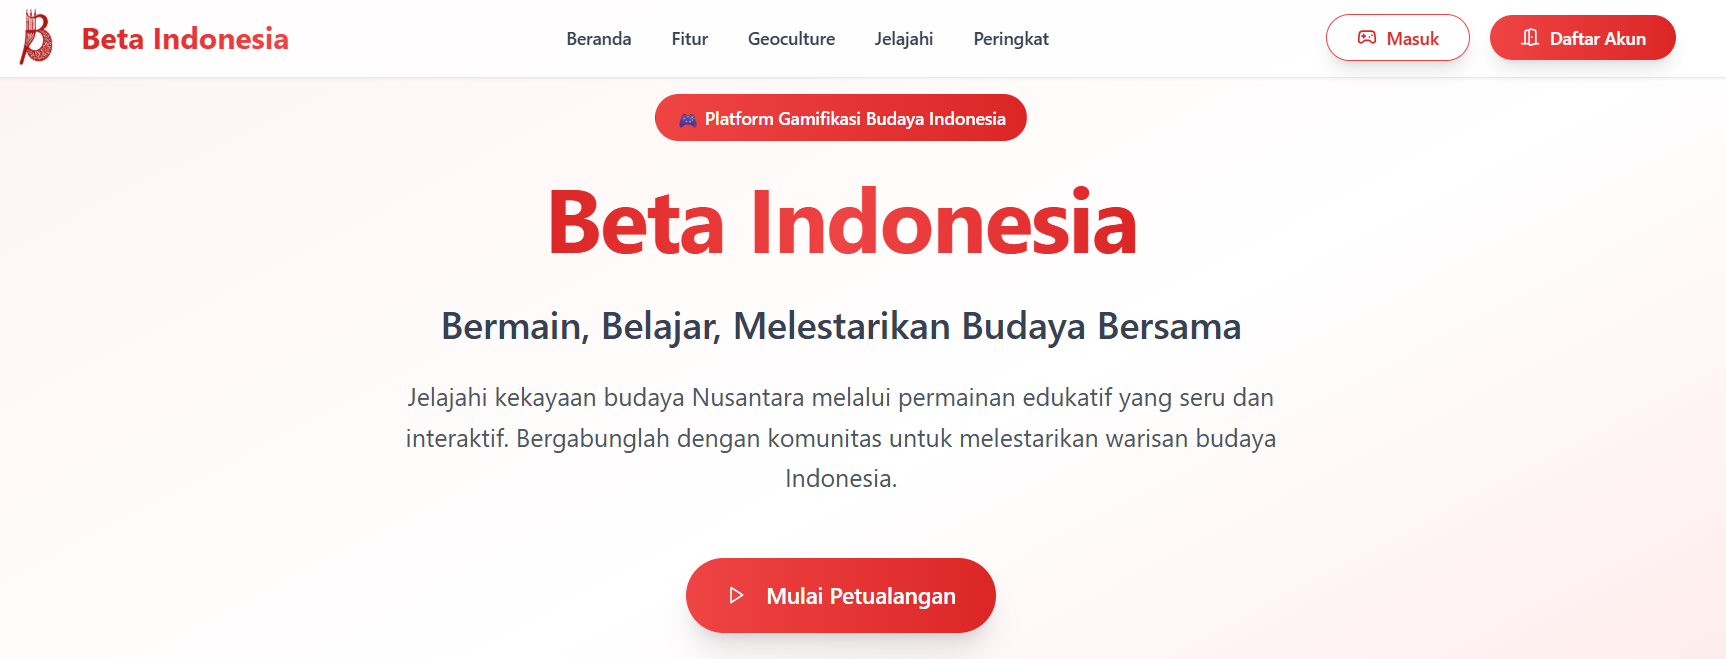 Beta Indonesia
Beranda
Fitur
Geoculture
Jelajahi
Peringkat
Masuk
Daftar Akun
Platform Gamifikasi Budaya Indonesia
Beta Indonesia
Bermain, Belajar, Melestarikan Budaya Bersama
Jelajahi kekayaan budaya Nusantara melalui permainan edukatif yang seru dan
interaktif. Bergabunglah dengan komunitas untuk melestarikan warisan budaya
Indonesia.
Mulai Petualangan